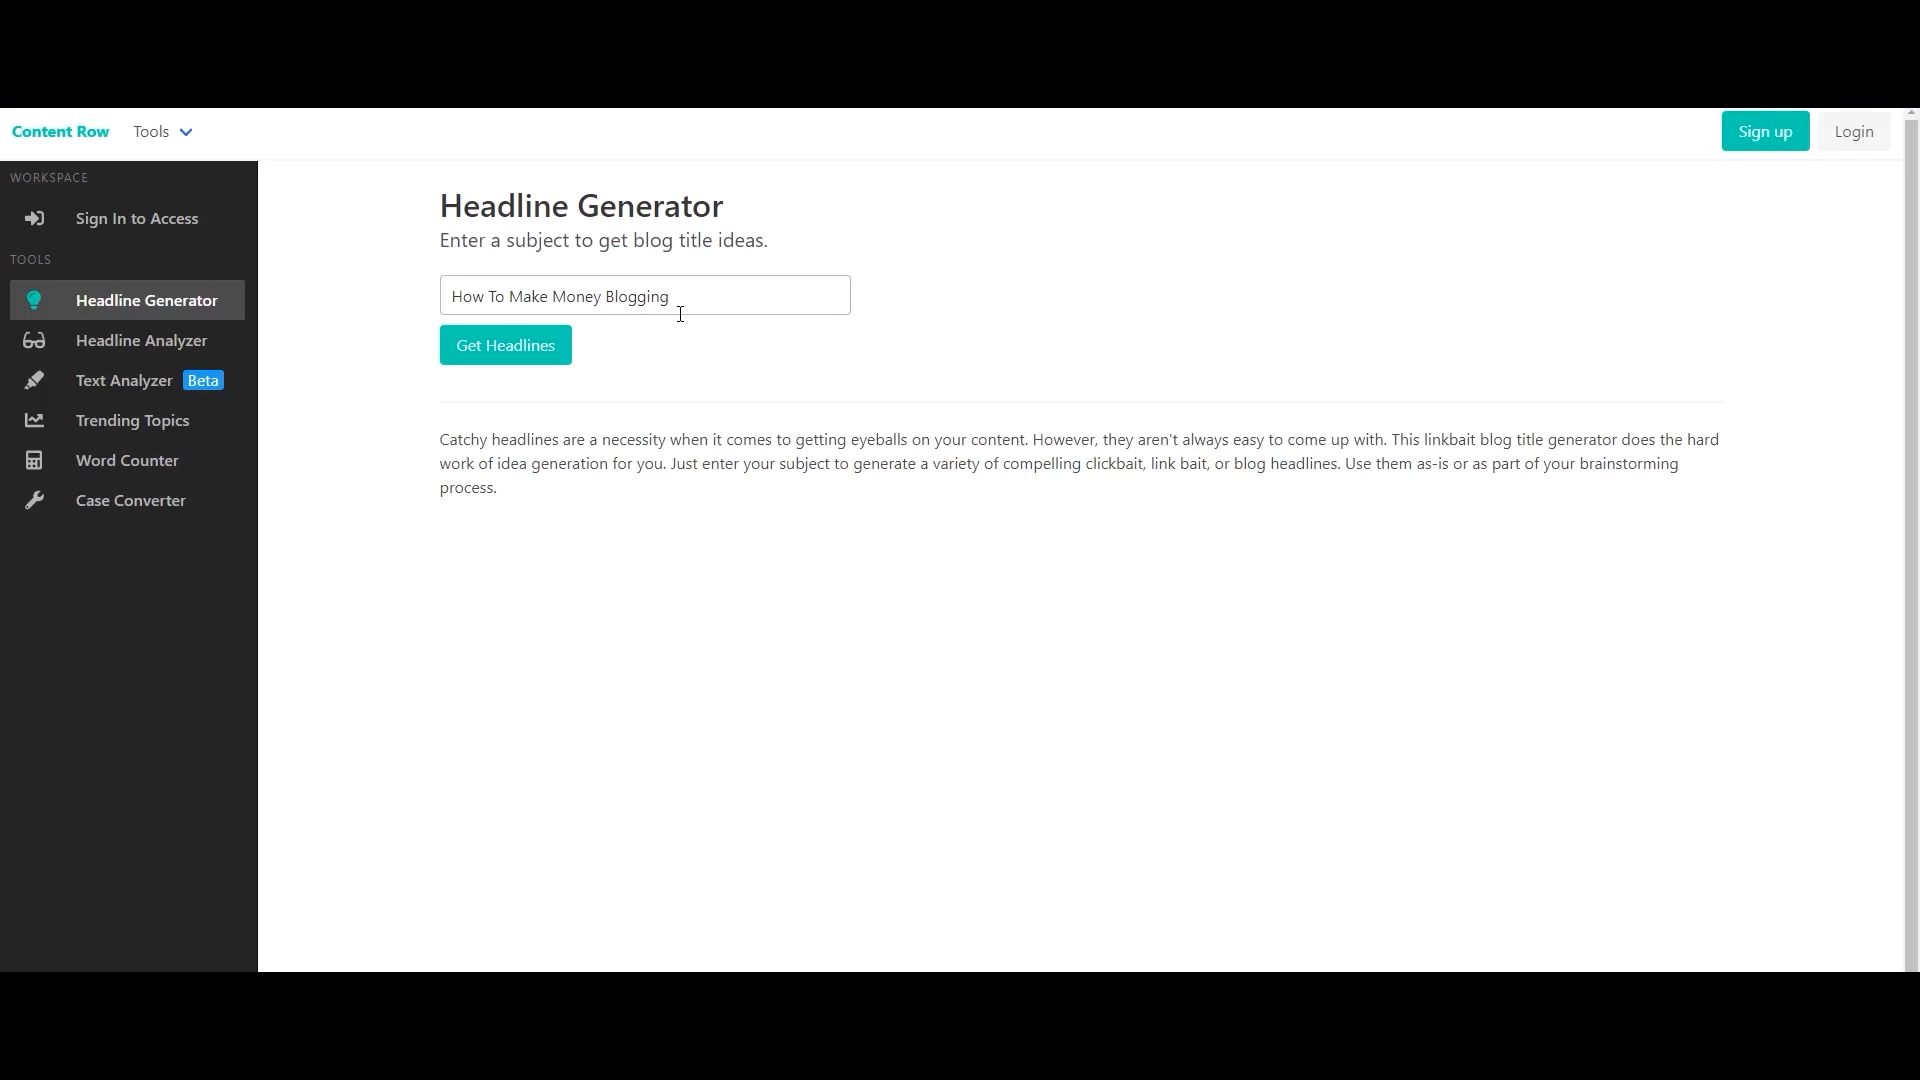 Content Row Tools Sign up Login
WORKSPACE
Sign In to Access
TOOLS
Headline Generator
Headline Analyzer
Text Analyzer Beta
Trending Topics
Word Counter
Case Converter
Headline Generator
Enter a subject to get blog title ideas.
How To Make Money Blogging
Get Headlines
Catchy headlines are a necessity when it comes to getting eyeballs on your content. However, they aren't always easy to come up with. This linkbait blog title generator does the hard
work of idea generation for you. Just enter your subject to generate a variety of compelling clickbait, link bait, or blog headlines. Use them as-is or as part of your brainstorming
process.